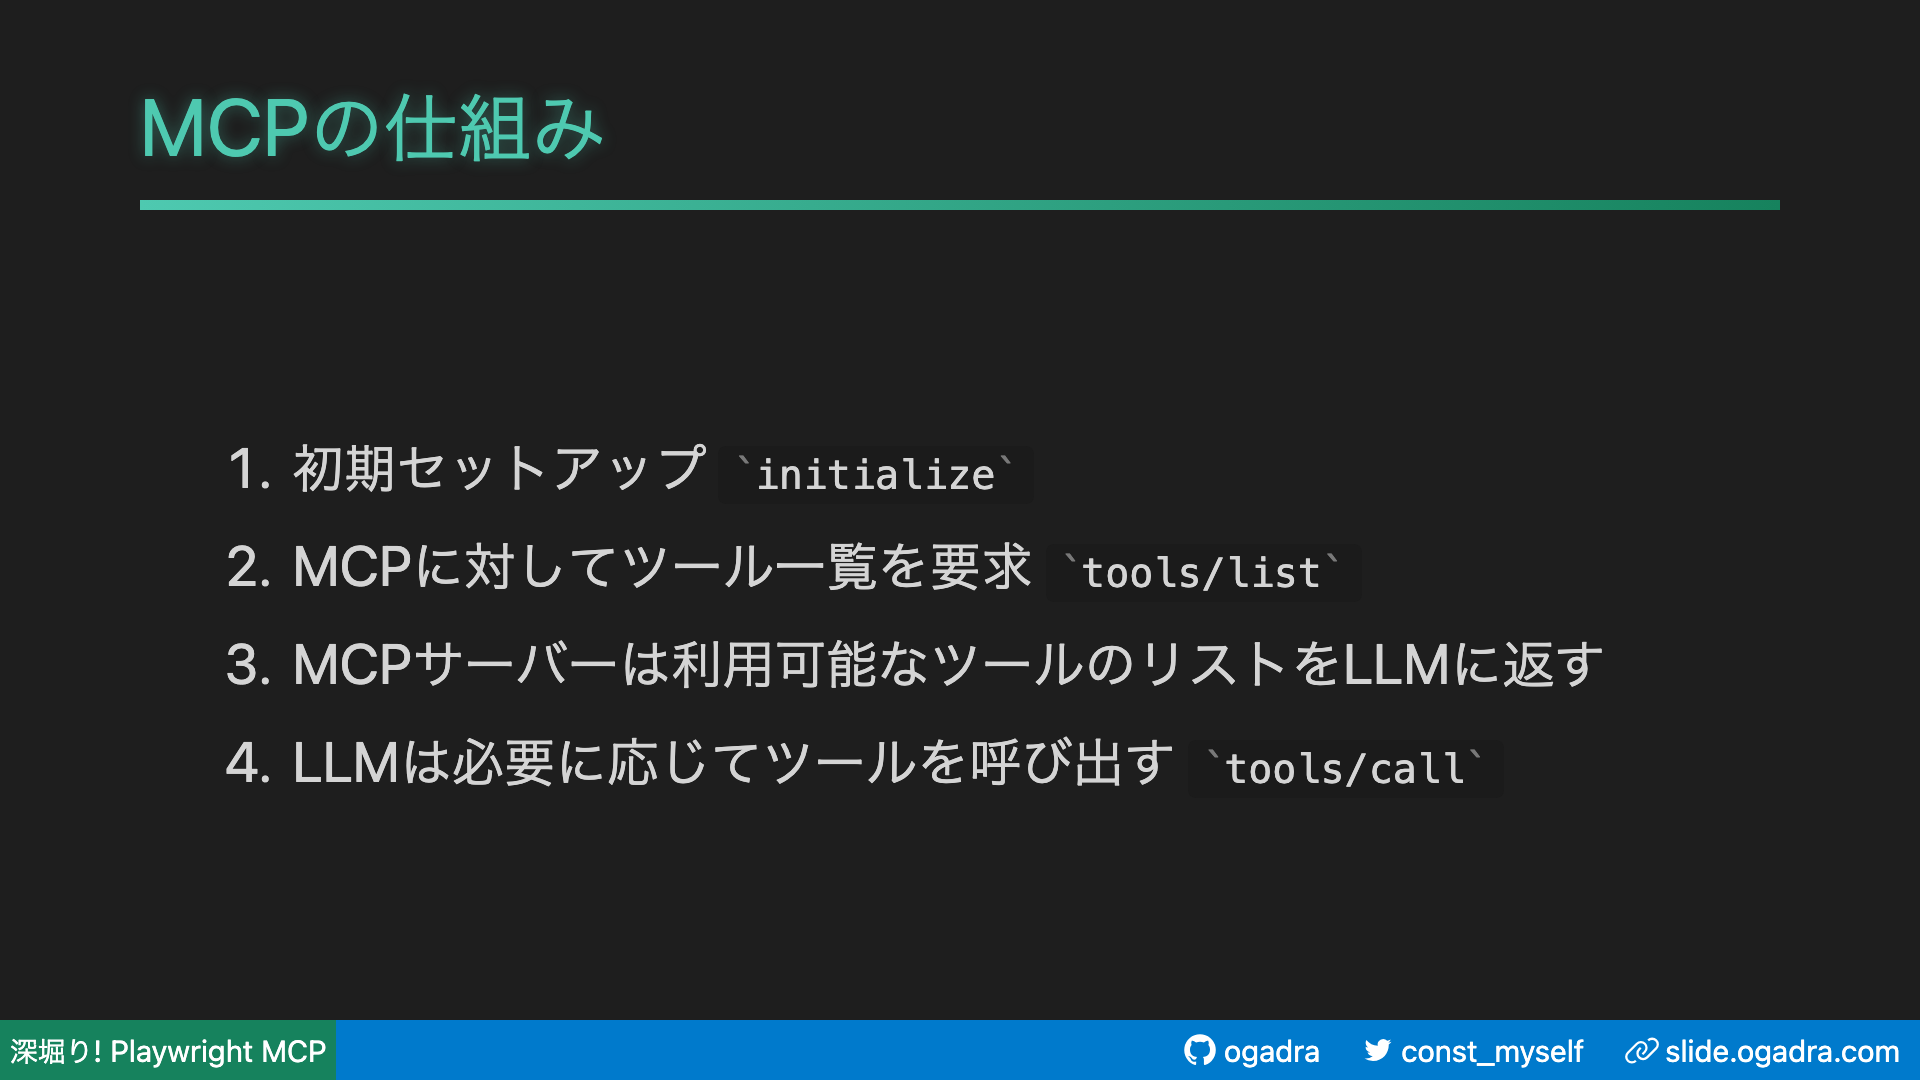 MCPの仕組み
1. 初期セットアップ `initialize`
2. MCPに対してツール一覧を要求 `tools/list`
3. MCPサーバーは利用可能なツールのリストをLLMに返す
4. LLMは必要に応じてツールを呼び出す `tools/call`
深堀り! Playwright MCP
ogadra
const_myself
slide.ogadra.com